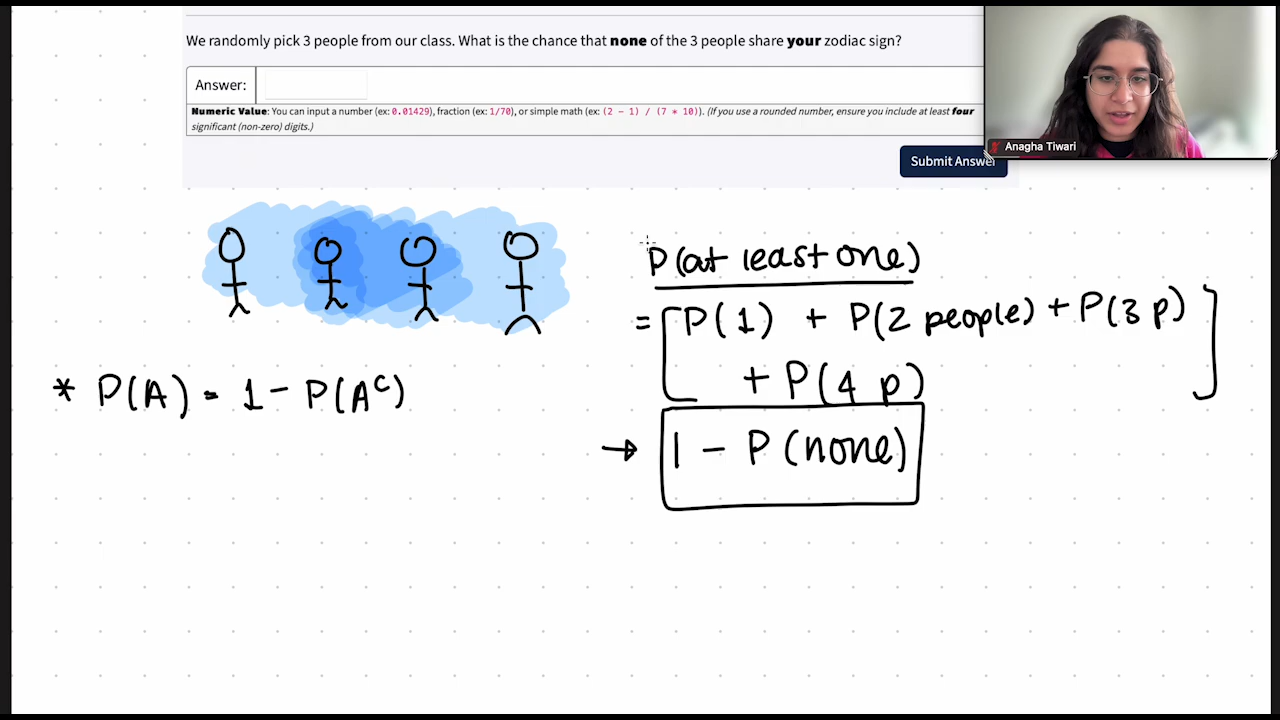 We randomly pick 3 people from our class. What is the chance that none of the 3 people share your zodiac sign?
Answer:
Numeric Value: You can input a number (ex: 0.01429), fraction (ex: 1/70), or simple math (ex: (2 - 1) / (7 * 10)). (If you use a rounded number, ensure you include at least four
significant (non-zero) digits.)
Submit Answer
Anagha Tiwari
P(at least one)
= [P(1) + P(2 people) + P(3 p)
+ P(4 p)]
* P(A) = 1 - P(Aᶜ)
→ 1 - P(none)